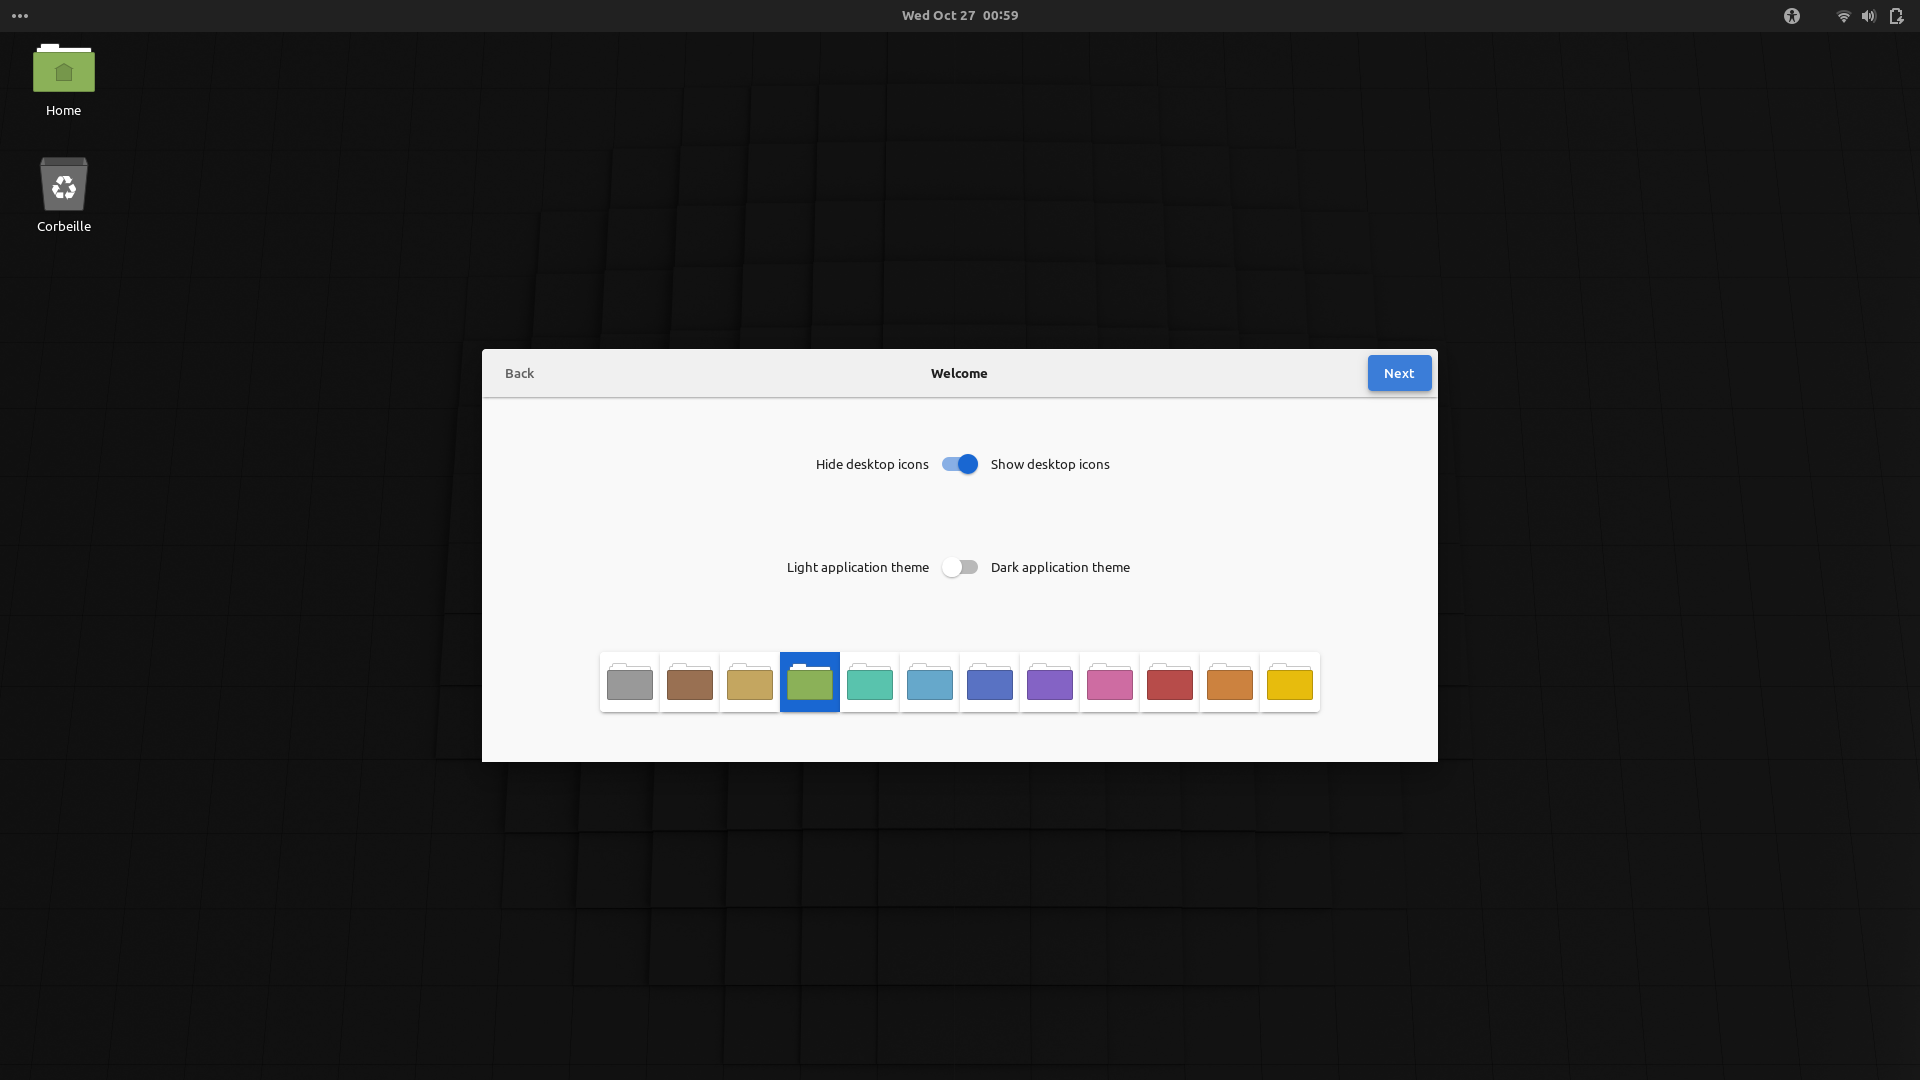 Wed Oct 27 00:59
Home
Corbeille
Back
Welcome
Next
Hide desktop icons
Show desktop icons
Light application theme
Dark application theme